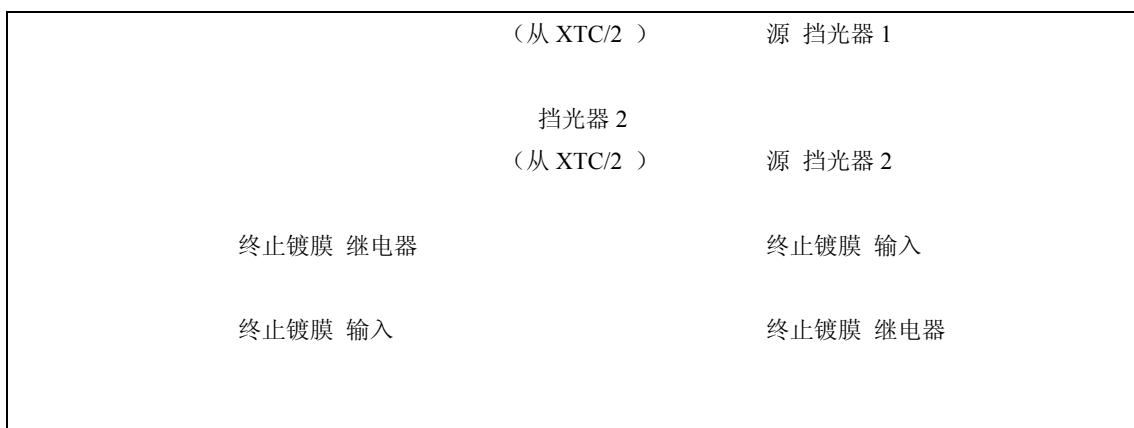 （从 XTC/2 ） 源 挡光器 1
挡光器 2
（从 XTC/2 ） 源 挡光器 2
终止镀膜 继电器 终止镀膜 输入
终止镀膜 输入 终止镀膜 继电器